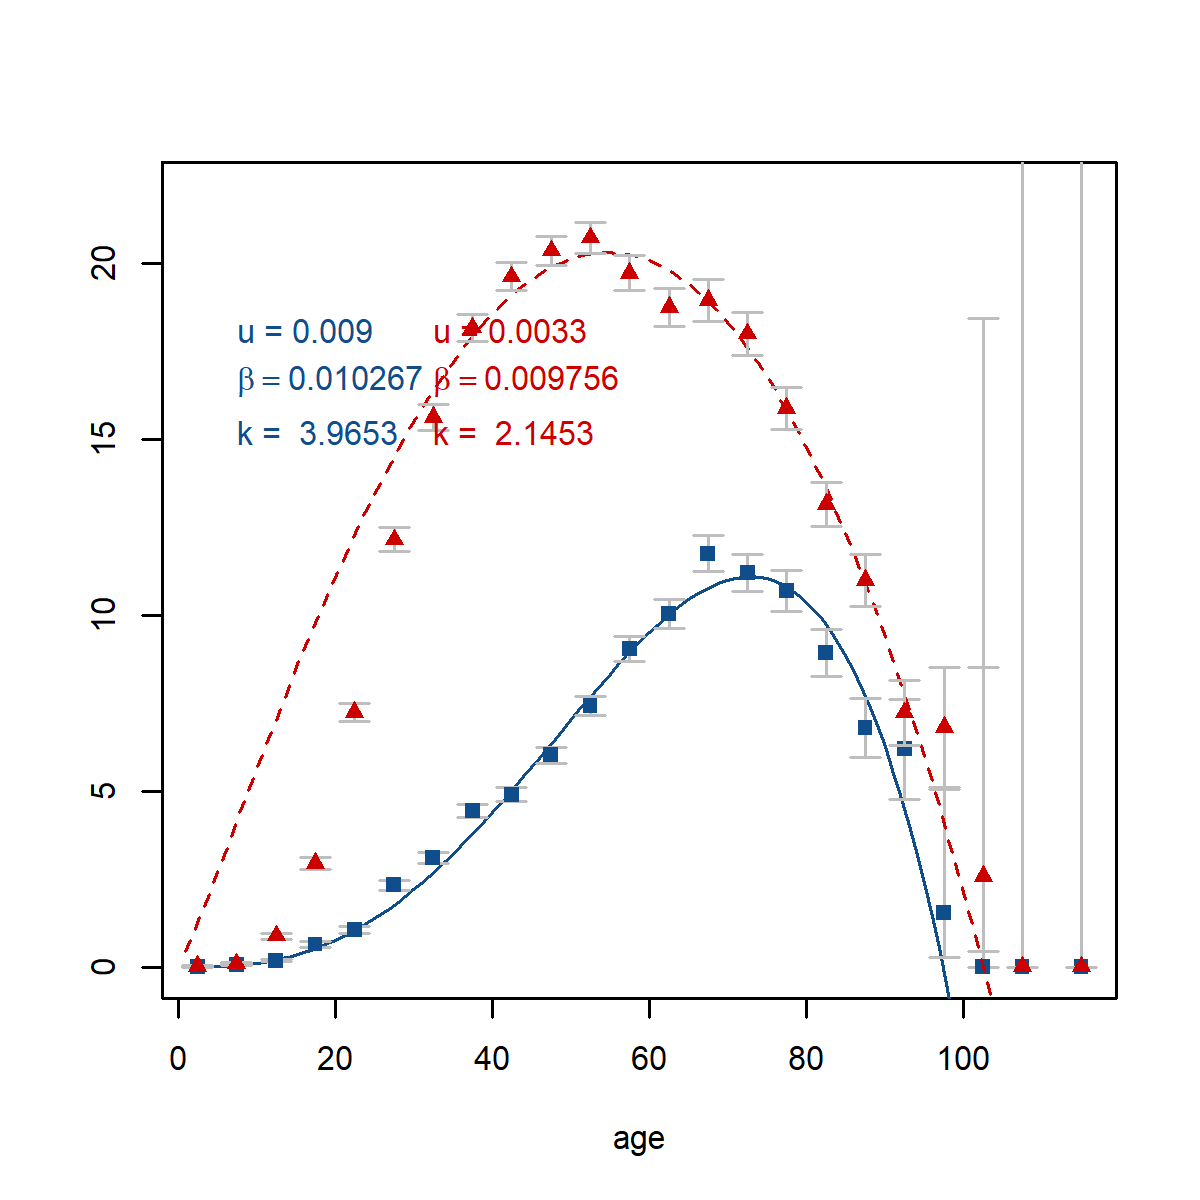 20
15
10
5
0
u = 0.009 u = 0.0033
β = 0.010267 β = 0.009756
k = 3.9653 k = 2.1453
0 20 40 60 80 100
age